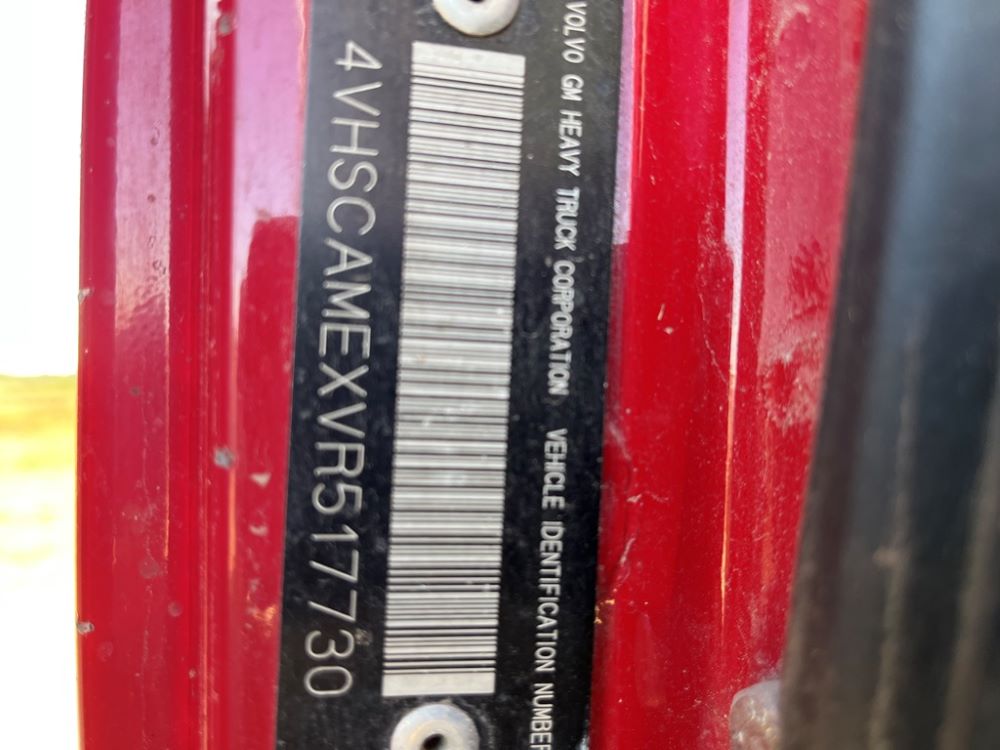 VOLVO GM HEAVY TRUCK CORPORATION VEHICLE IDENTIFICATION NUMBER
4VHSCAMEXVR517730